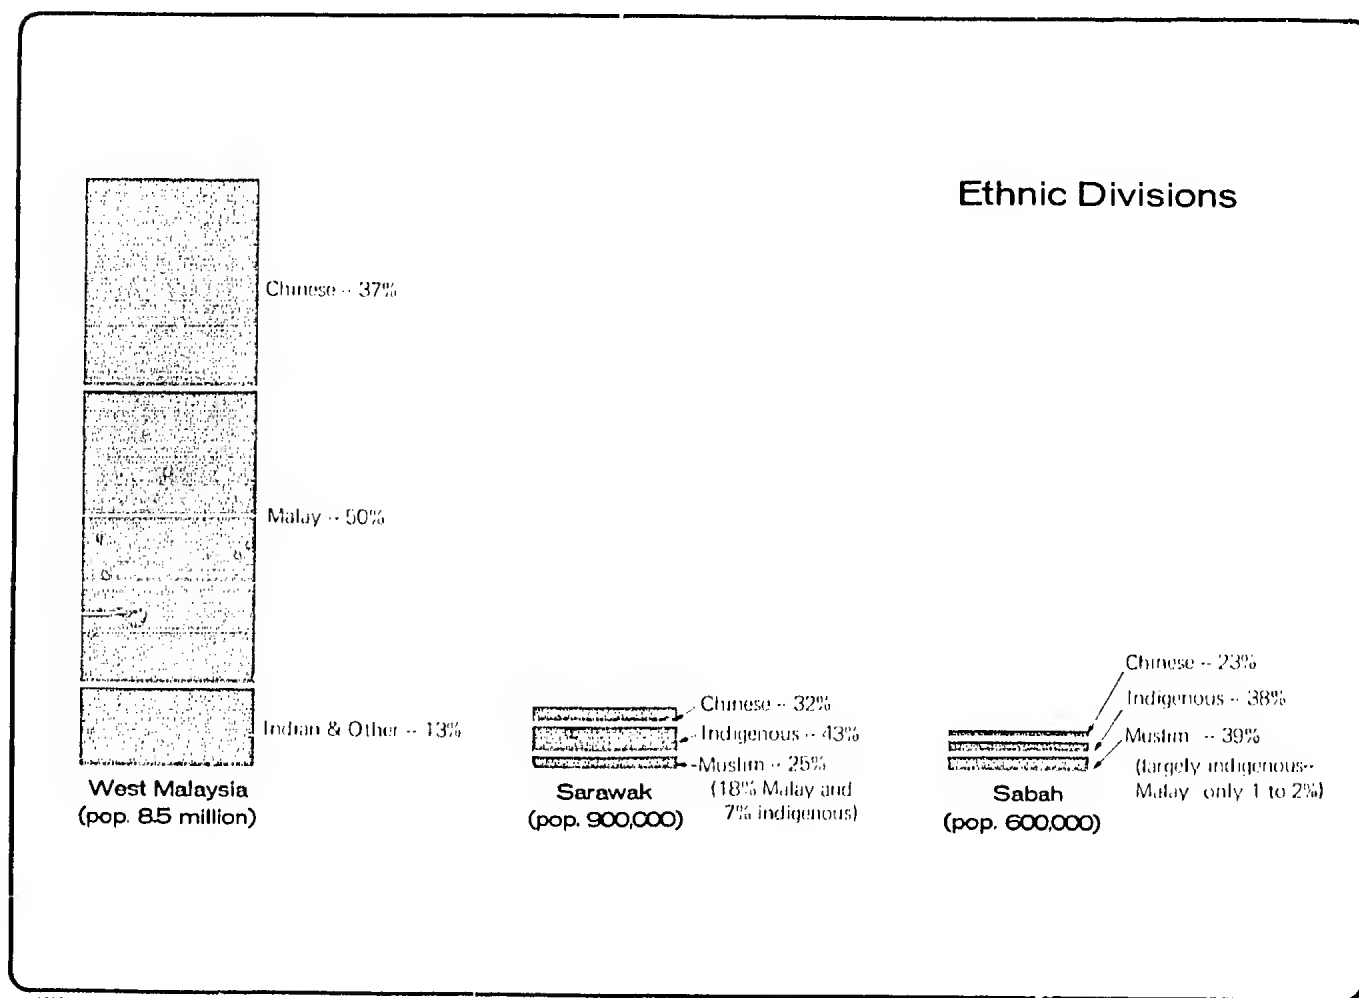 Ethnic Divisions
Chinese -- 37%
Malay -- 50%
Indian & Other -- 13%
West Malaysia
(pop. 8.5 million)
Chinese -- 32%
Indigenous -- 43%
Muslim -- 25%
(18% Malay and
7% indigenous)
Sarawak
(pop. 900,000)
Chinese -- 23%
Indigenous -- 38%
Muslim -- 39%
(largely indigenous--
Malay only 1 to 2%)
Sabah
(pop. 600,000)